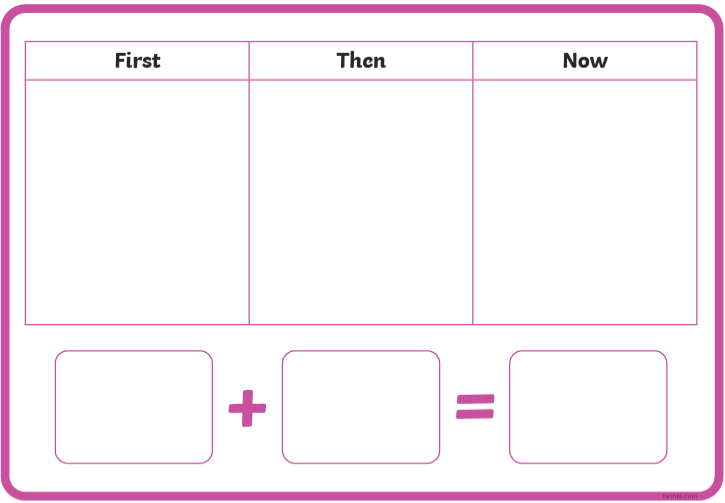 First Then Now
+ =
twinkl.com